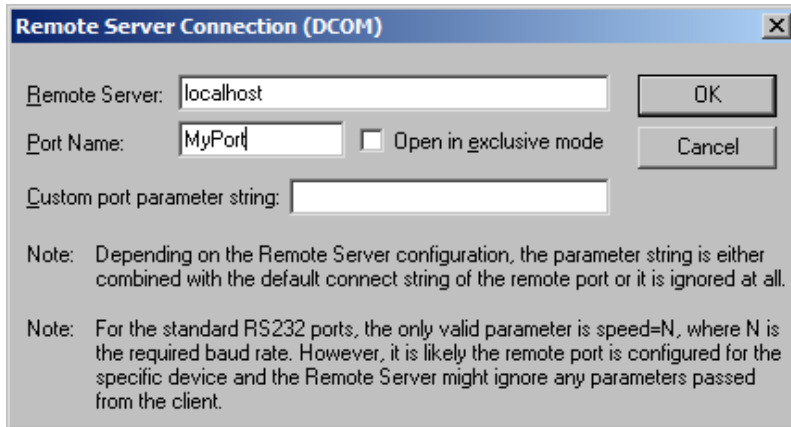 Remote Server Connection (DCOM)
Remote Server: localhost
OK
Port Name: MyPort Open in exclusive mode
Cancel
Custom port parameter string:
Note: Depending on the Remote Server configuration, the parameter string is either
combined with the default connect string of the remote port or it is ignored at all.
Note: For the standard RS232 ports, the only valid parameter is speed=N, where N is
the required baud rate. However, it is likely the remote port is configured for the
specific device and the Remote Server might ignore any parameters passed
from the client.